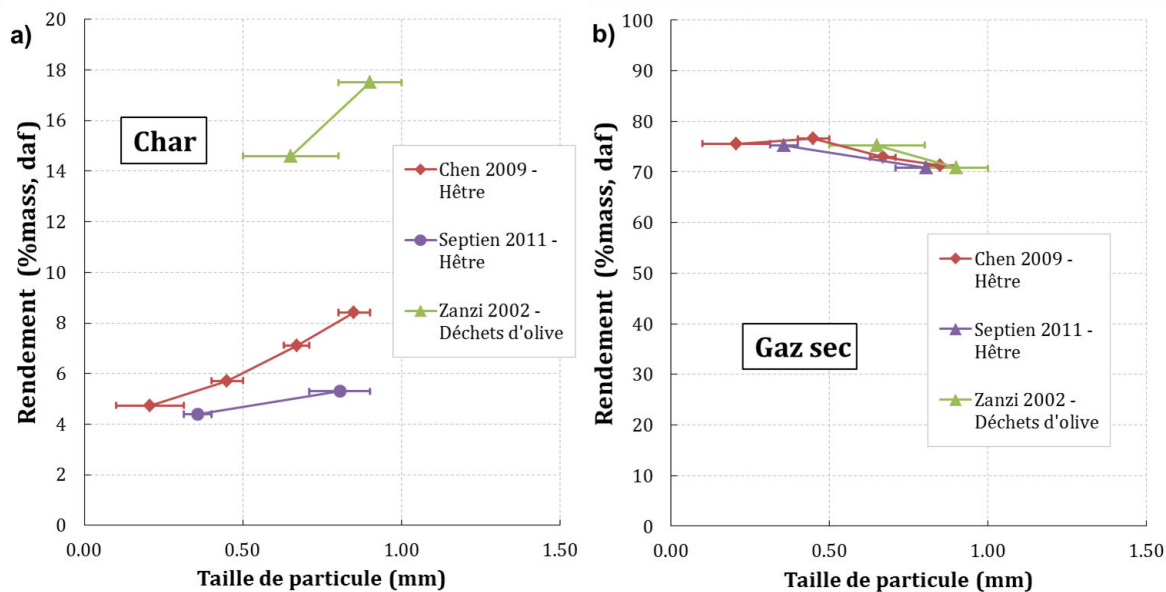 a)
Rendement (%mass, daf)
20
18
16
14
12
10
8
6
4
2
0
Char
Chen 2009 -
Hêtre
Septien 2011 -
Hêtre
Zanzi 2002 -
Déchets d'olive
0.00 0.50 1.00 1.50
Taille de particule (mm)
b)
Rendement (%mass, daf)
100
90
80
70
60
50
40
30
20
10
0
Gaz sec
Chen 2009 -
Hêtre
Septien 2011 -
Hêtre
Zanzi 2002 -
Déchets d'olive
0.00 0.50 1.00 1.50
Taille de particule (mm)